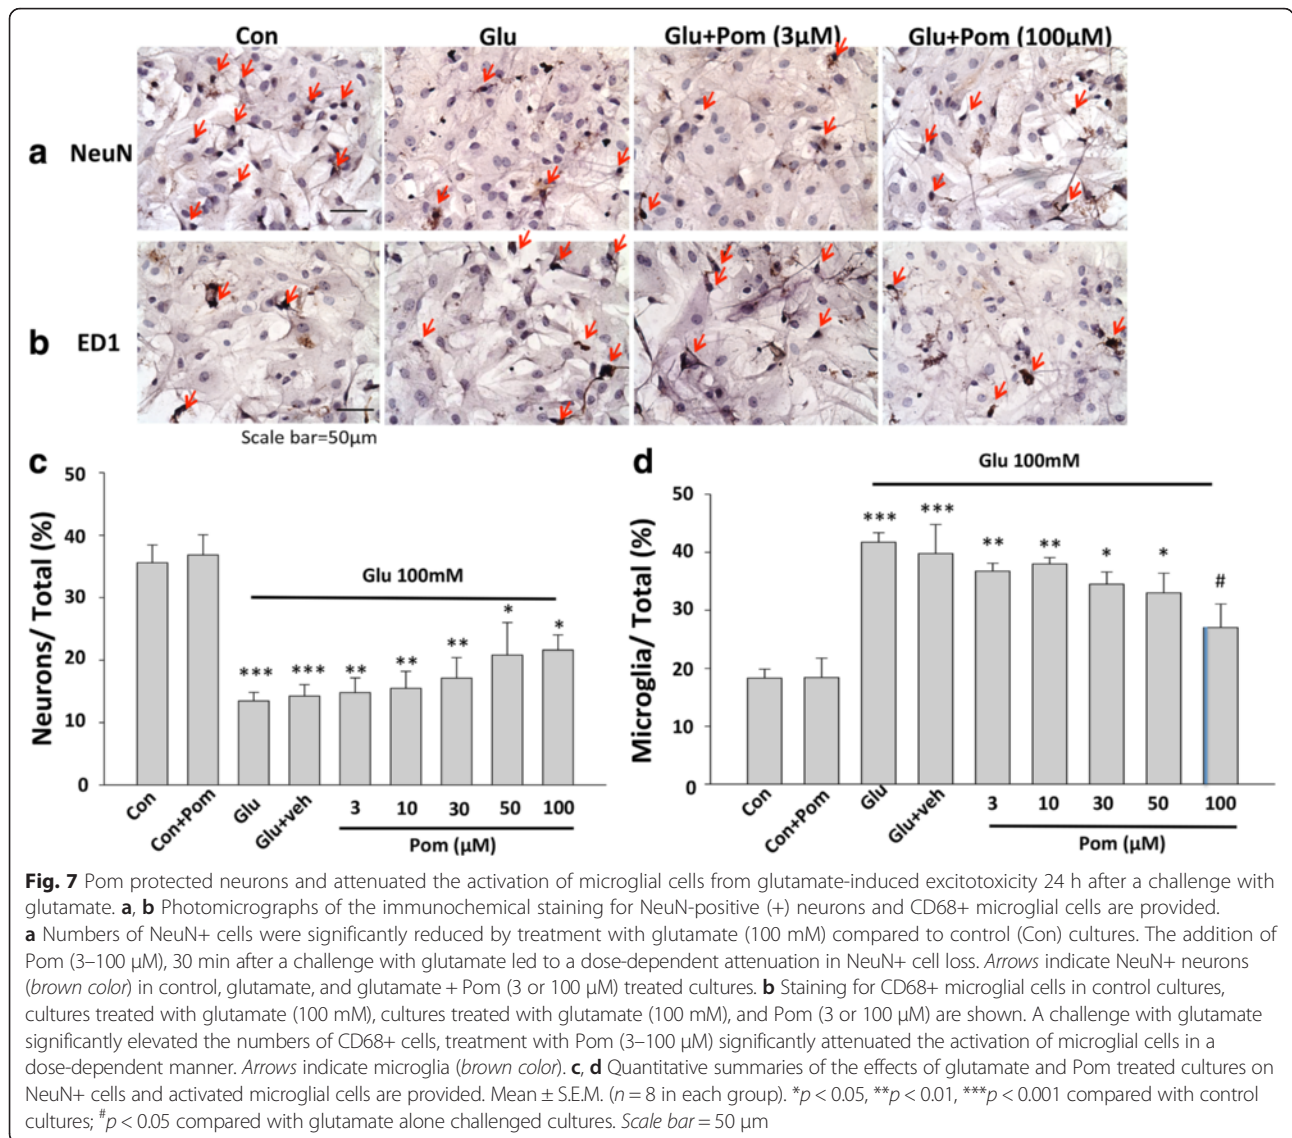 Con Glu Glu+Pom (3μM) Glu+Pom (100μM)
a NeuN
b ED1
Scale bar=50μm
c
Neurons/ Total (%)
50
40
30
20
10
0
Glu 100mM
*** *** ** ** ** * *
Con Con+Pom Glu Glu+veh 3 10 30 50 100
Pom (μM)
d
Microglia/ Total (%)
50
40
30
20
10
0
Glu 100mM
*** *** ** ** * * #
Con Con+Pom Glu Glu+veh 3 10 30 50 100
Pom (μM)
Fig. 7 Pom protected neurons and attenuated the activation of microglial cells from glutamate-induced excitotoxicity 24 h after a challenge with
glutamate. a, b Photomicrographs of the immunochemical staining for NeuN-positive (+) neurons and CD68+ microglial cells are provided.
a Numbers of NeuN+ cells were significantly reduced by treatment with glutamate (100 mM) compared to control (Con) cultures. The addition of
Pom (3–100 μM), 30 min after a challenge with glutamate led to a dose-dependent attenuation in NeuN+ cell loss. Arrows indicate NeuN+ neurons
(brown color) in control, glutamate, and glutamate + Pom (3 or 100 μM) treated cultures. b Staining for CD68+ microglial cells in control cultures,
cultures treated with glutamate (100 mM), cultures treated with glutamate (100 mM), and Pom (3 or 100 μM) are shown. A challenge with glutamate
significantly elevated the numbers of CD68+ cells, treatment with Pom (3–100 μM) significantly attenuated the activation of microglial cells in a
dose-dependent manner. Arrows indicate microglia (brown color). c, d Quantitative summaries of the effects of glutamate and Pom treated cultures on
NeuN+ cells and activated microglial cells are provided. Mean ± S.E.M. (n = 8 in each group). *p < 0.05, **p < 0.01, ***p < 0.001 compared with control
cultures; #p < 0.05 compared with glutamate alone challenged cultures. Scale bar = 50 μm